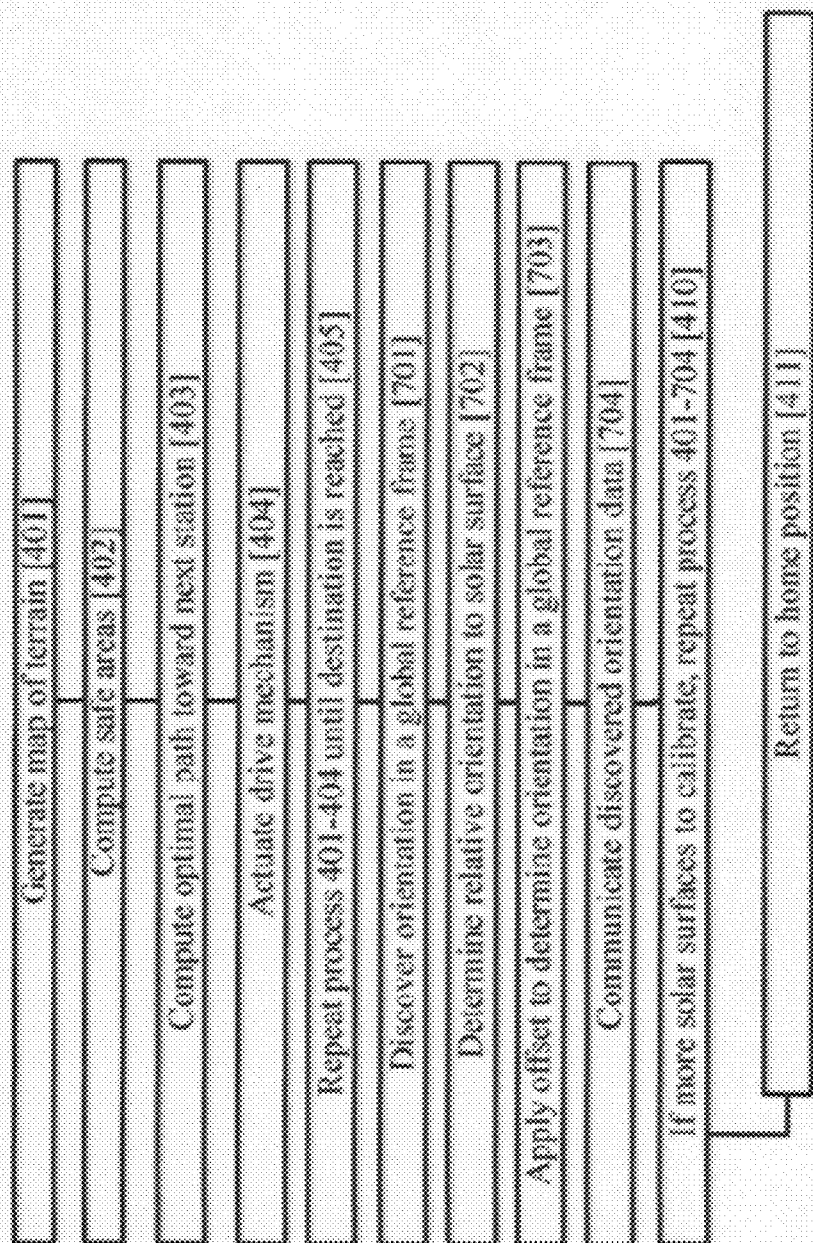 Generate map of terrain [401]
Compute safe areas [402]
Compute optimal path toward next station [403]
Actuate drive mechanism [404]
Repeat process 401-404 until destination is reached [405]
Discover orientation in a global reference frame [701]
Determine relative orientation to solar surface [702]
Apply offset to determine orientation in a global reference frame [703]
Communicate discovered orientation data [704]
If more solar surfaces to calibrate, repeat process 401-704 [410]
Return to home position [411]